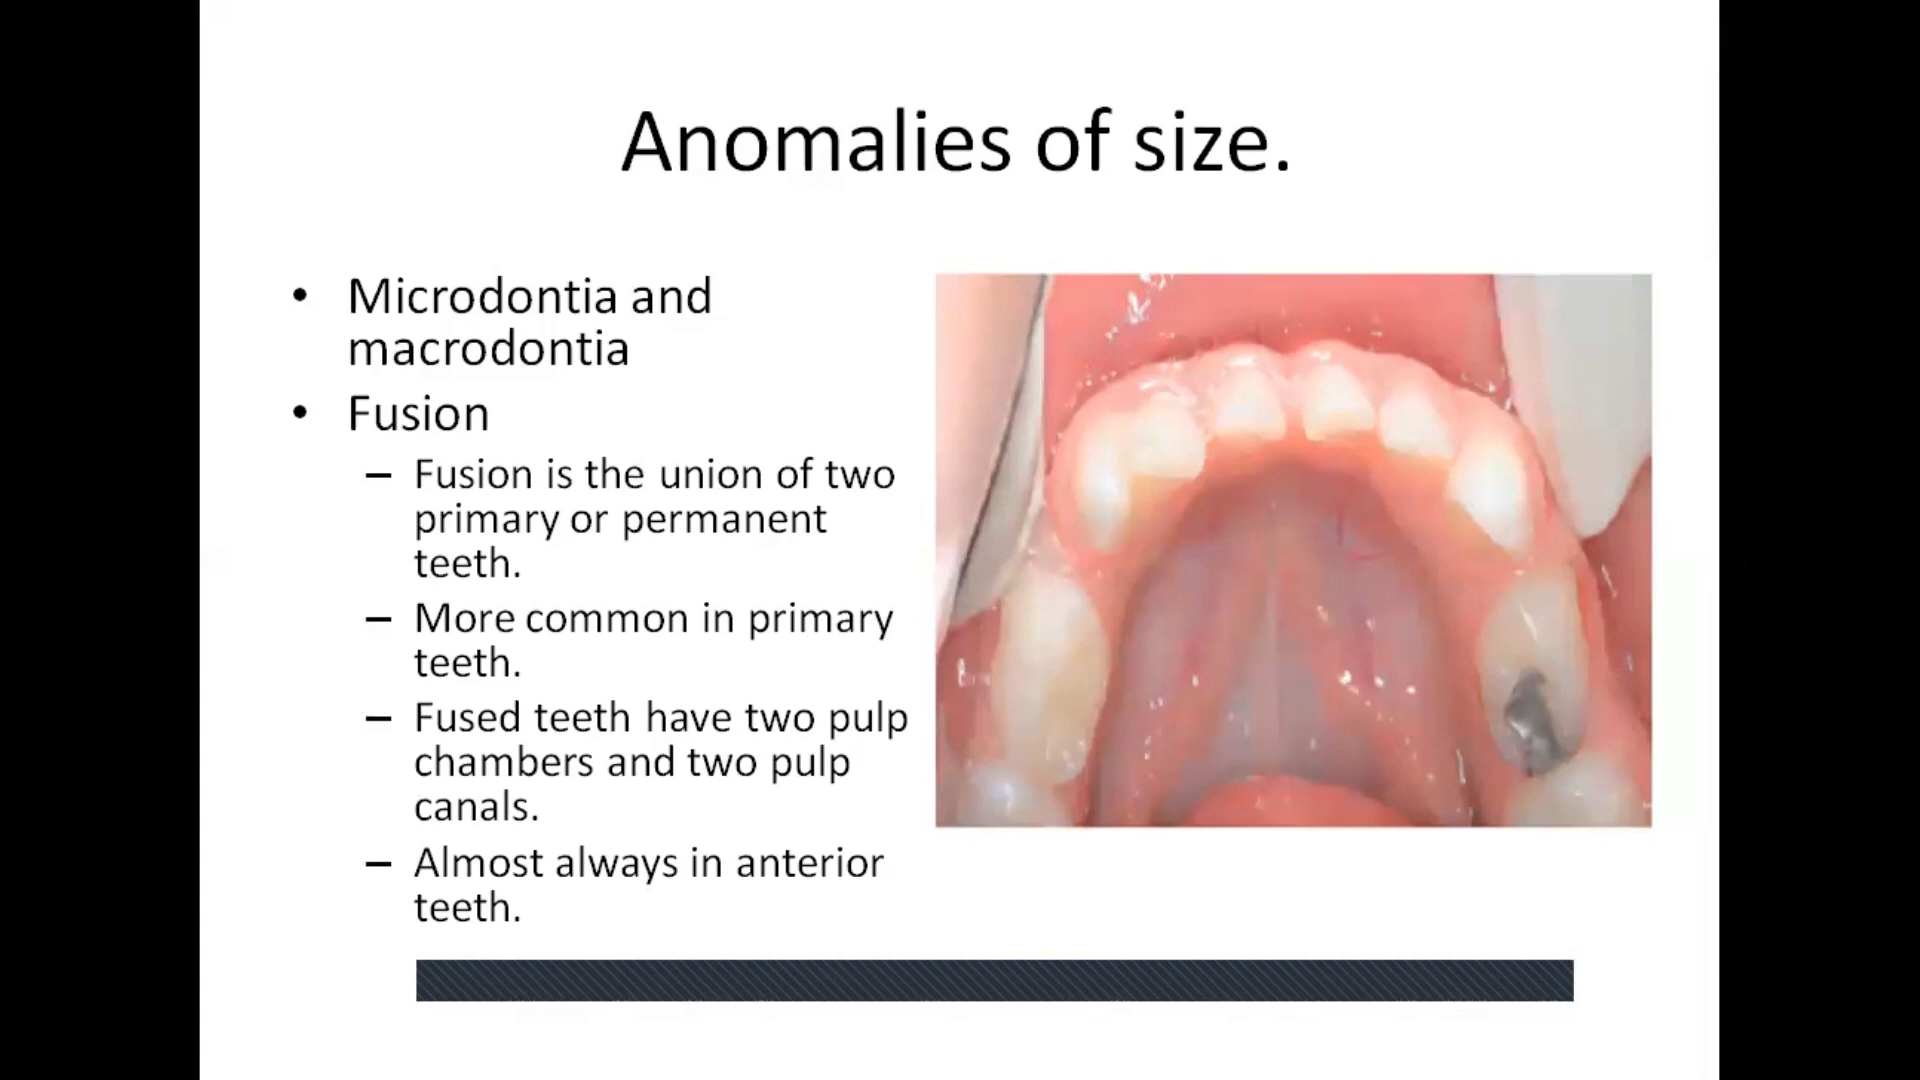 Anomalies of size.
• Microdontia and
macrodontia
• Fusion
– Fusion is the union of two
primary or permanent
teeth.
– More common in primary
teeth.
– Fused teeth have two pulp
chambers and two pulp
canals.
– Almost always in anterior
teeth.